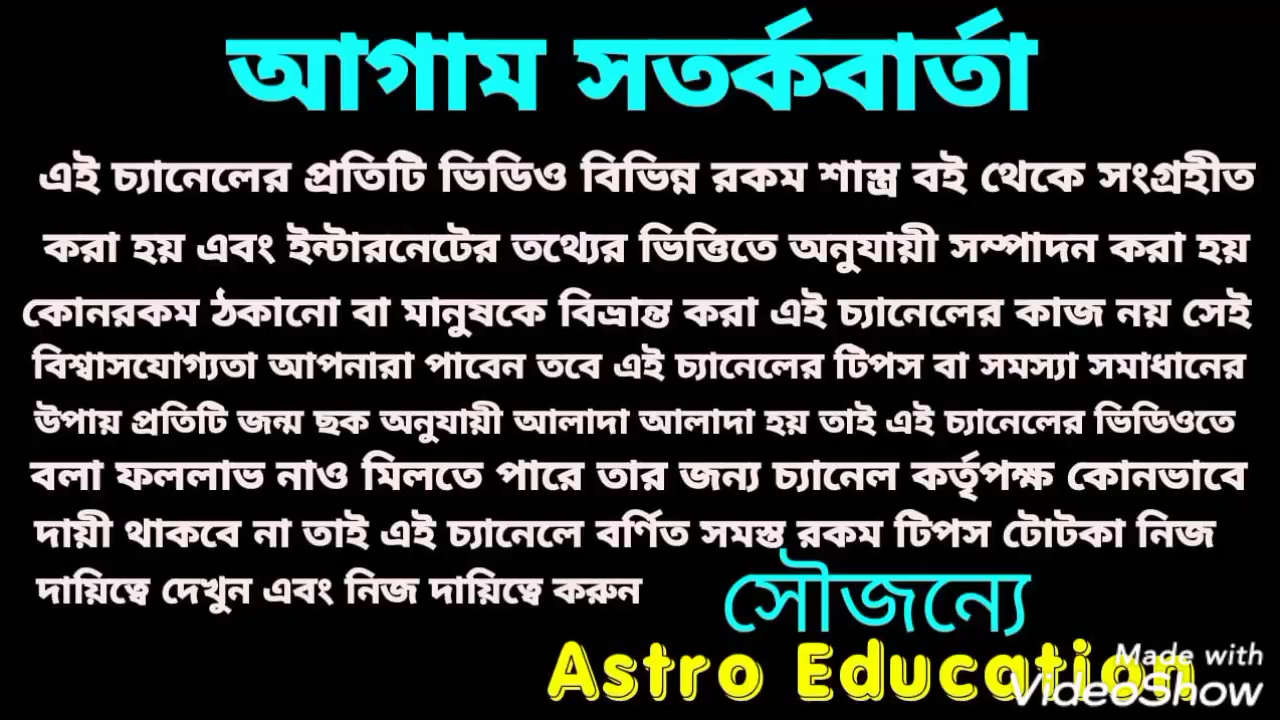 আগাম সতর্কবার্তা
এই চ্যানেলের প্রতিটি ভিডিও বিভিন্ন রকম শাস্ত্র বই থেকে সংগ্রহীত
করা হয় এবং ইন্টারনেটের তথ্যের ভিত্তিতে অনুযায়ী সম্পাদন করা হয়
কোনরকম ঠকানো বা মানুষকে বিভ্রান্ত করা এই চ্যানেলের কাজ নয় সেই
বিশ্বাসযোগ্যতা আপনারা পাবেন তবে এই চ্যানেলের টিপস বা সমস্যা সমাধানের
উপায় প্রতিটি জন্ম ছক অনুযায়ী আলাদা আলাদা হয় তাই এই চ্যানেলের ভিডিওতে
বলা ফললাভ নাও মিলতে পারে তার জন্য চ্যানেল কর্তৃপক্ষ কোনভাবে
দায়ী থাকবে না তাই এই চ্যানেলে বর্ণিত সমস্ত রকম টিপস টোটকা নিজ
দায়িত্বে দেখুন এবং নিজ দায়িত্বে করুন
সৌজন্যে
Astro Education
Made with
VideoShow